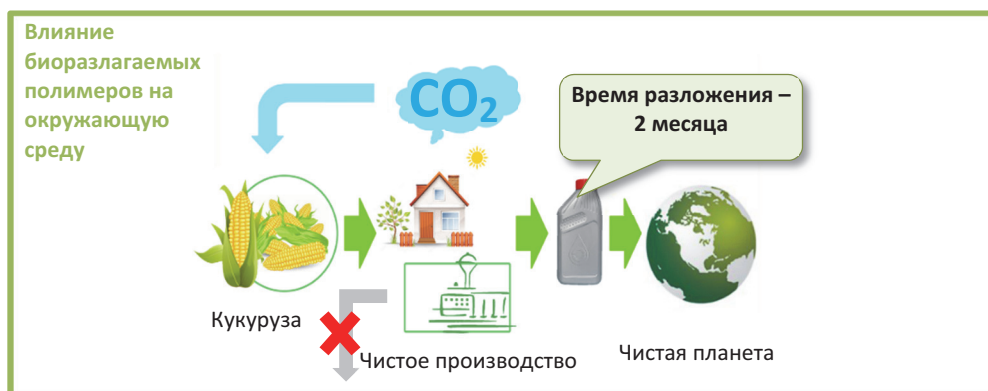 Влияние
биоразлагаемых
полимеров на
окружающую
среду
CO₂
Время разложения –
2 месяца
Кукуруза
Чистое производство
Чистая планета